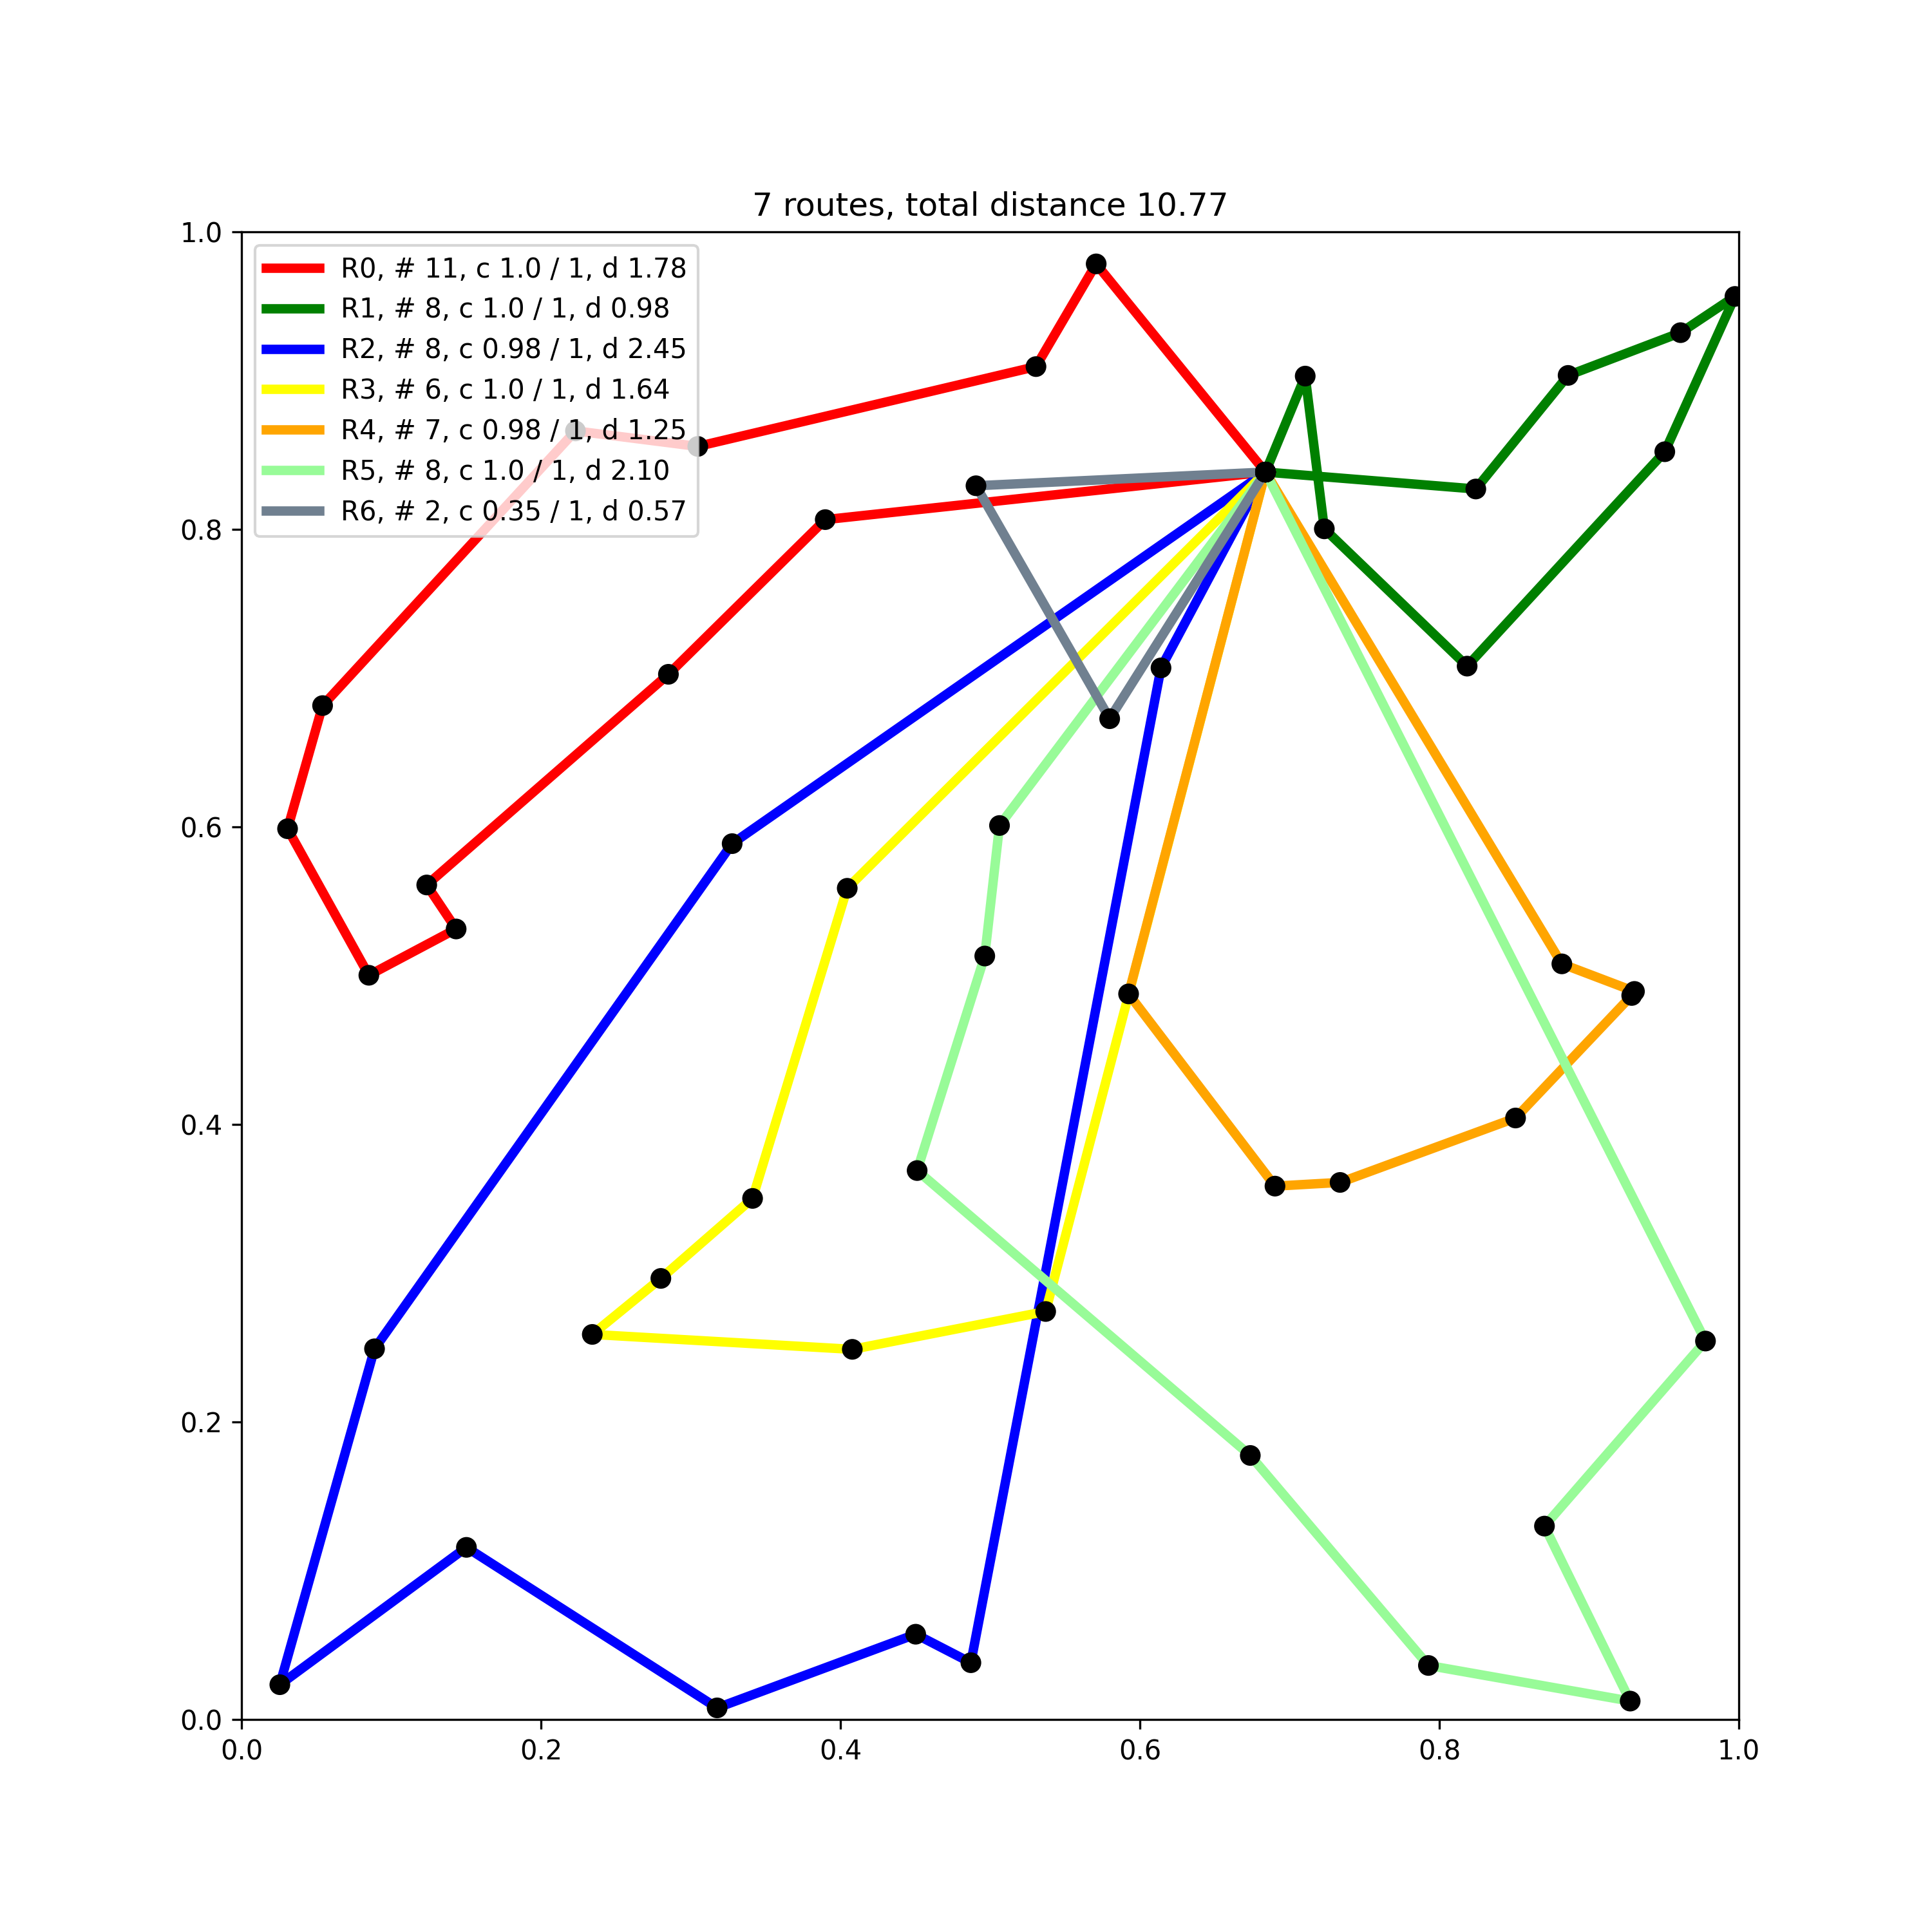 7 routes, total distance 10.77
1.0
R0, # 11, c 1.0 / 1, d 1.78
R1, # 8, c 1.0 / 1, d 0.98
R2, # 8, c 0.98 / 1, d 2.45
R3, # 6, c 1.0 / 1, d 1.64
R4, # 7, c 0.98 / 1, d 1.25
R5, # 8, c 1.0 / 1, d 2.10
R6, # 2, c 0.35 / 1, d 0.57
0.8
0.6
0.4
0.2
0.0
0.0 0.2 0.4 0.6 0.8 1.0